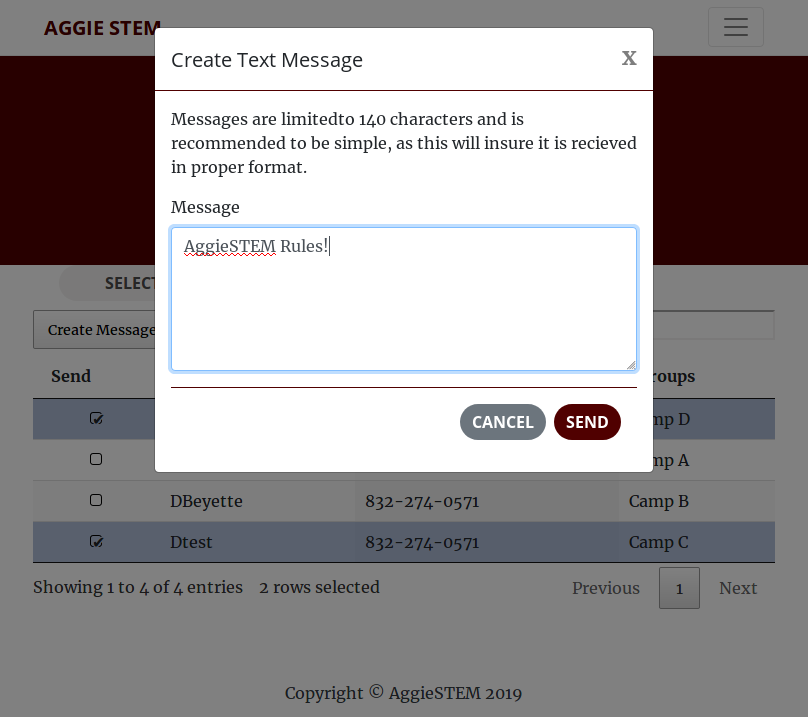 AGGIE STEM
Create Text Message
X
Messages are limitedto 140 characters and is
recommended to be simple, as this will insure it is recieved
in proper format.
Message
AggieSTEM Rules!
SELECT
Create Message
CANCEL SEND
Send
roups
mp D
mp A
DBeyette 832-274-0571 Camp B
Dtest 832-274-0571 Camp C
Showing 1 to 4 of 4 entries 2 rows selected Previous 1 Next
Copyright © AggieSTEM 2019